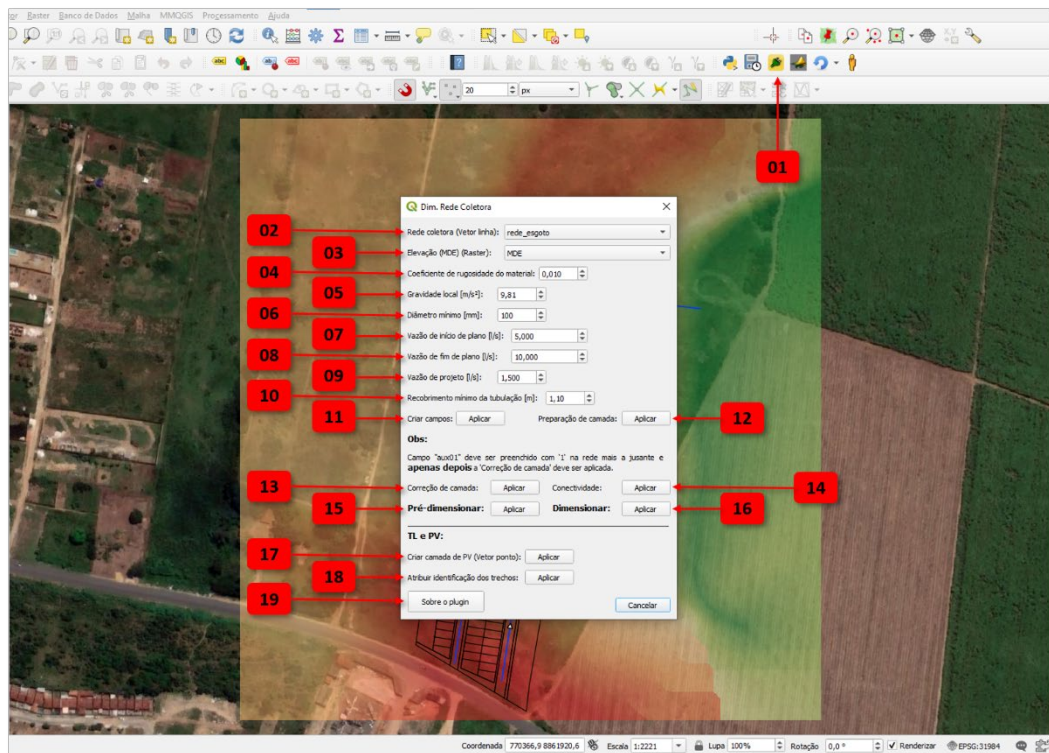 Raster Banco de Dados Malha MMQGIS Processamento Ajuda
20 px
01
Dim. Rede Coletora
02 Rede coletora (Vetor linha): rede_esgoto
03 Elevação (MDE) (Raster): MDE
04 Coeficiente de rugosidade do material: 0,010
05 Gravidade local [m/s²]: 9,81
06 Diâmetro mínimo [mm]: 100
07 Vazão de início de plano [l/s]: 5,000
08 Vazão de fim de plano [l/s]: 10,000
09 Vazão de projeto [l/s]: 1,500
10 Recobrimento mínimo da tubulação [m]: 1,10
11 Criar campos: Aplicar Preparação de camada: Aplicar 12
Obs:
Campo "aux01" deve ser preenchido com '1' na rede mais a jusante e
apenas depois a 'Correção de camada' deve ser aplicada.
13 Correção de camada: Aplicar Conectividade: Aplicar 14
15 Pré-dimensionar: Aplicar Dimensionar: Aplicar 16
TL e PV:
17 Criar camada de PV (Vetor ponto): Aplicar
18 Atribuir identificação dos trechos: Aplicar
19 Sobre o plugin Cancelar
Coordenada 770366,9 8861920,6 Escala 1:2221 Lupa 100% Rotação 0,0 ° Renderizar EPSG:31984